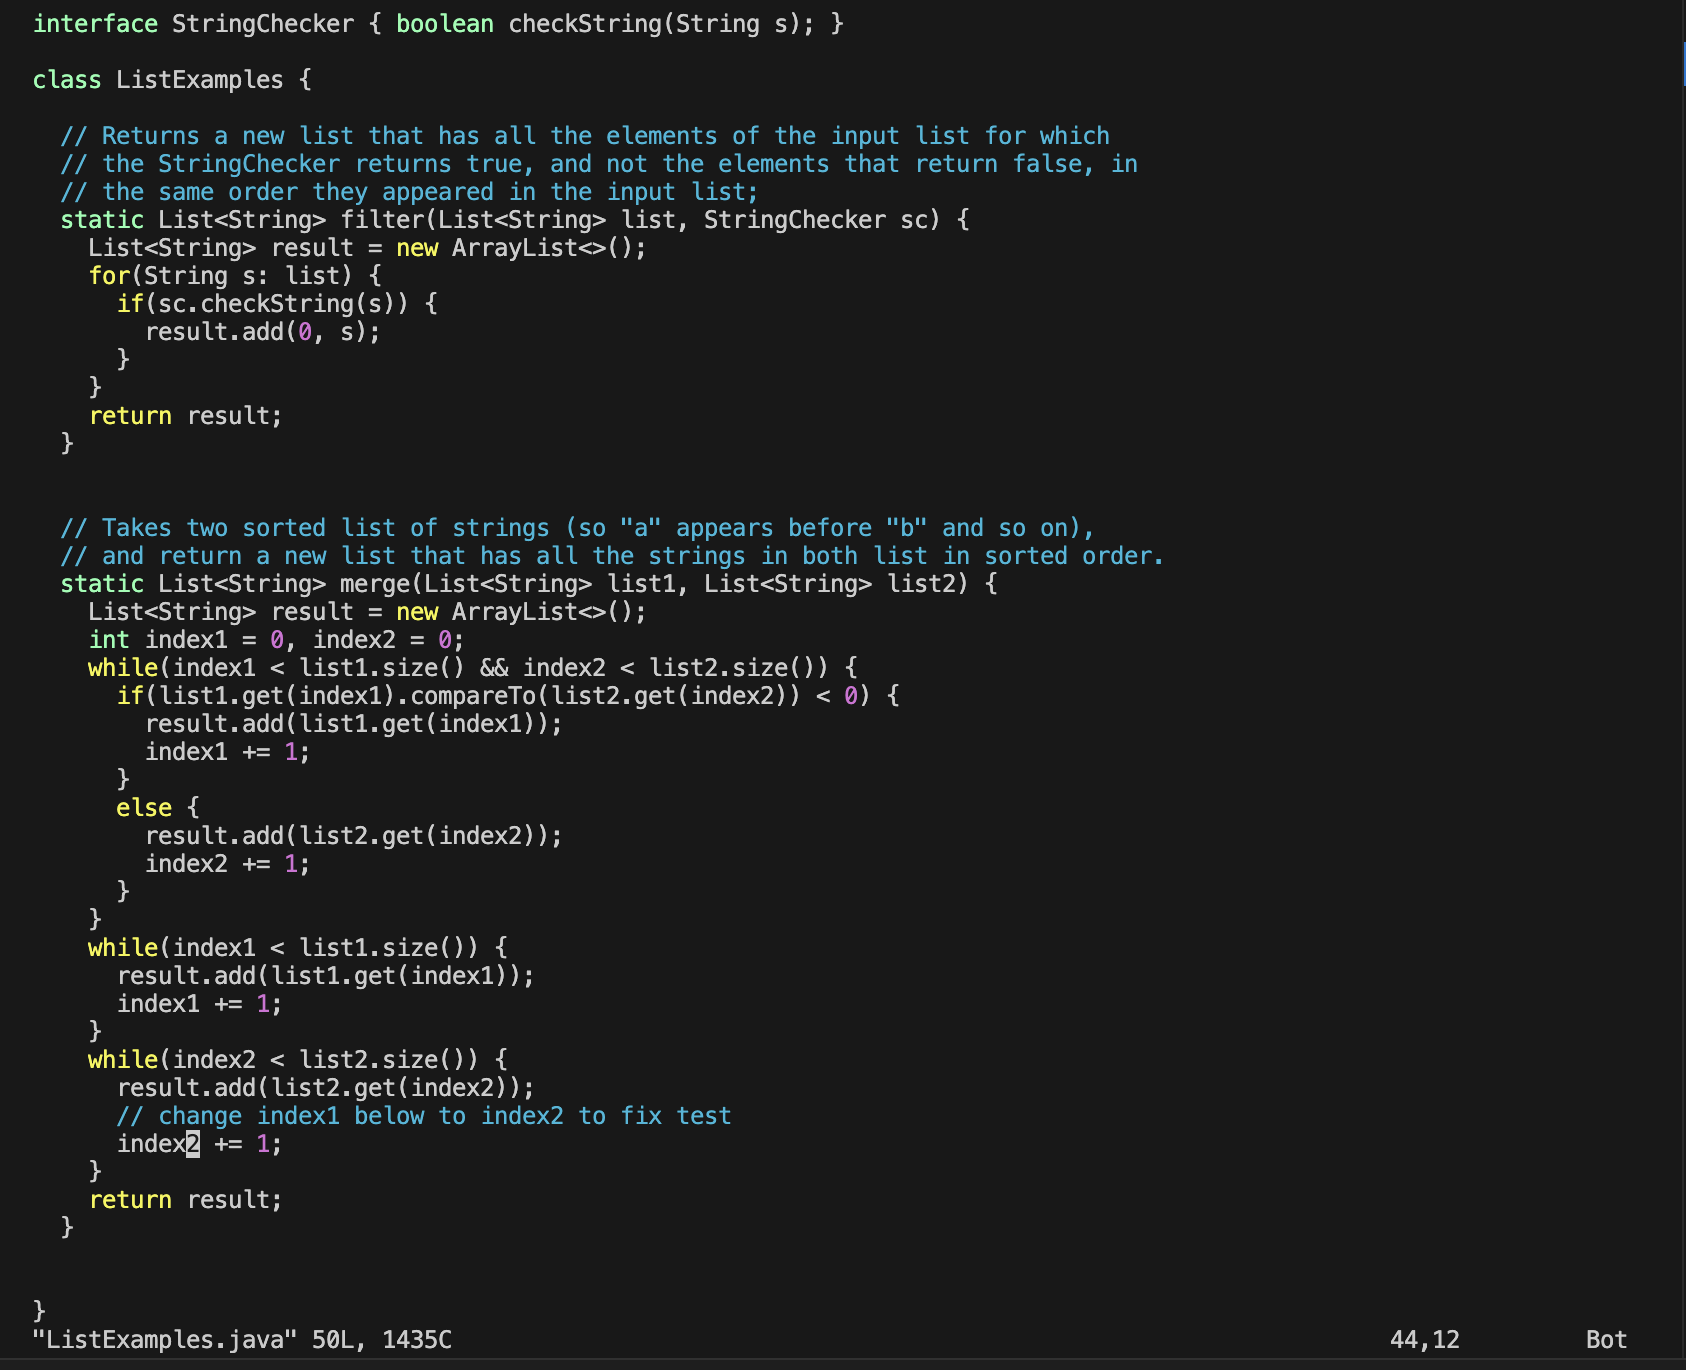 interface StringChecker { boolean checkString(String s); }

class ListExamples {

  // Returns a new list that has all the elements of the input list for which
  // the StringChecker returns true, and not the elements that return false, in
  // the same order they appeared in the input list;
  static List<String> filter(List<String> list, StringChecker sc) {
    List<String> result = new ArrayList<>();
    for(String s: list) {
      if(sc.checkString(s)) {
        result.add(0, s);
      }
    }
    return result;
  }


  // Takes two sorted list of strings (so "a" appears before "b" and so on),
  // and return a new list that has all the strings in both list in sorted order.
  static List<String> merge(List<String> list1, List<String> list2) {
    List<String> result = new ArrayList<>();
    int index1 = 0, index2 = 0;
    while(index1 < list1.size() && index2 < list2.size()) {
      if(list1.get(index1).compareTo(list2.get(index2)) < 0) {
        result.add(list1.get(index1));
        index1 += 1;
      }
      else {
        result.add(list2.get(index2));
        index2 += 1;
      }
    }
    while(index1 < list1.size()) {
      result.add(list1.get(index1));
      index1 += 1;
    }
    while(index2 < list2.size()) {
      result.add(list2.get(index2));
      // change index1 below to index2 to fix test
      index2 += 1;
    }
    return result;
  }


}
"ListExamples.java" 50L, 1435C 44,12 Bot